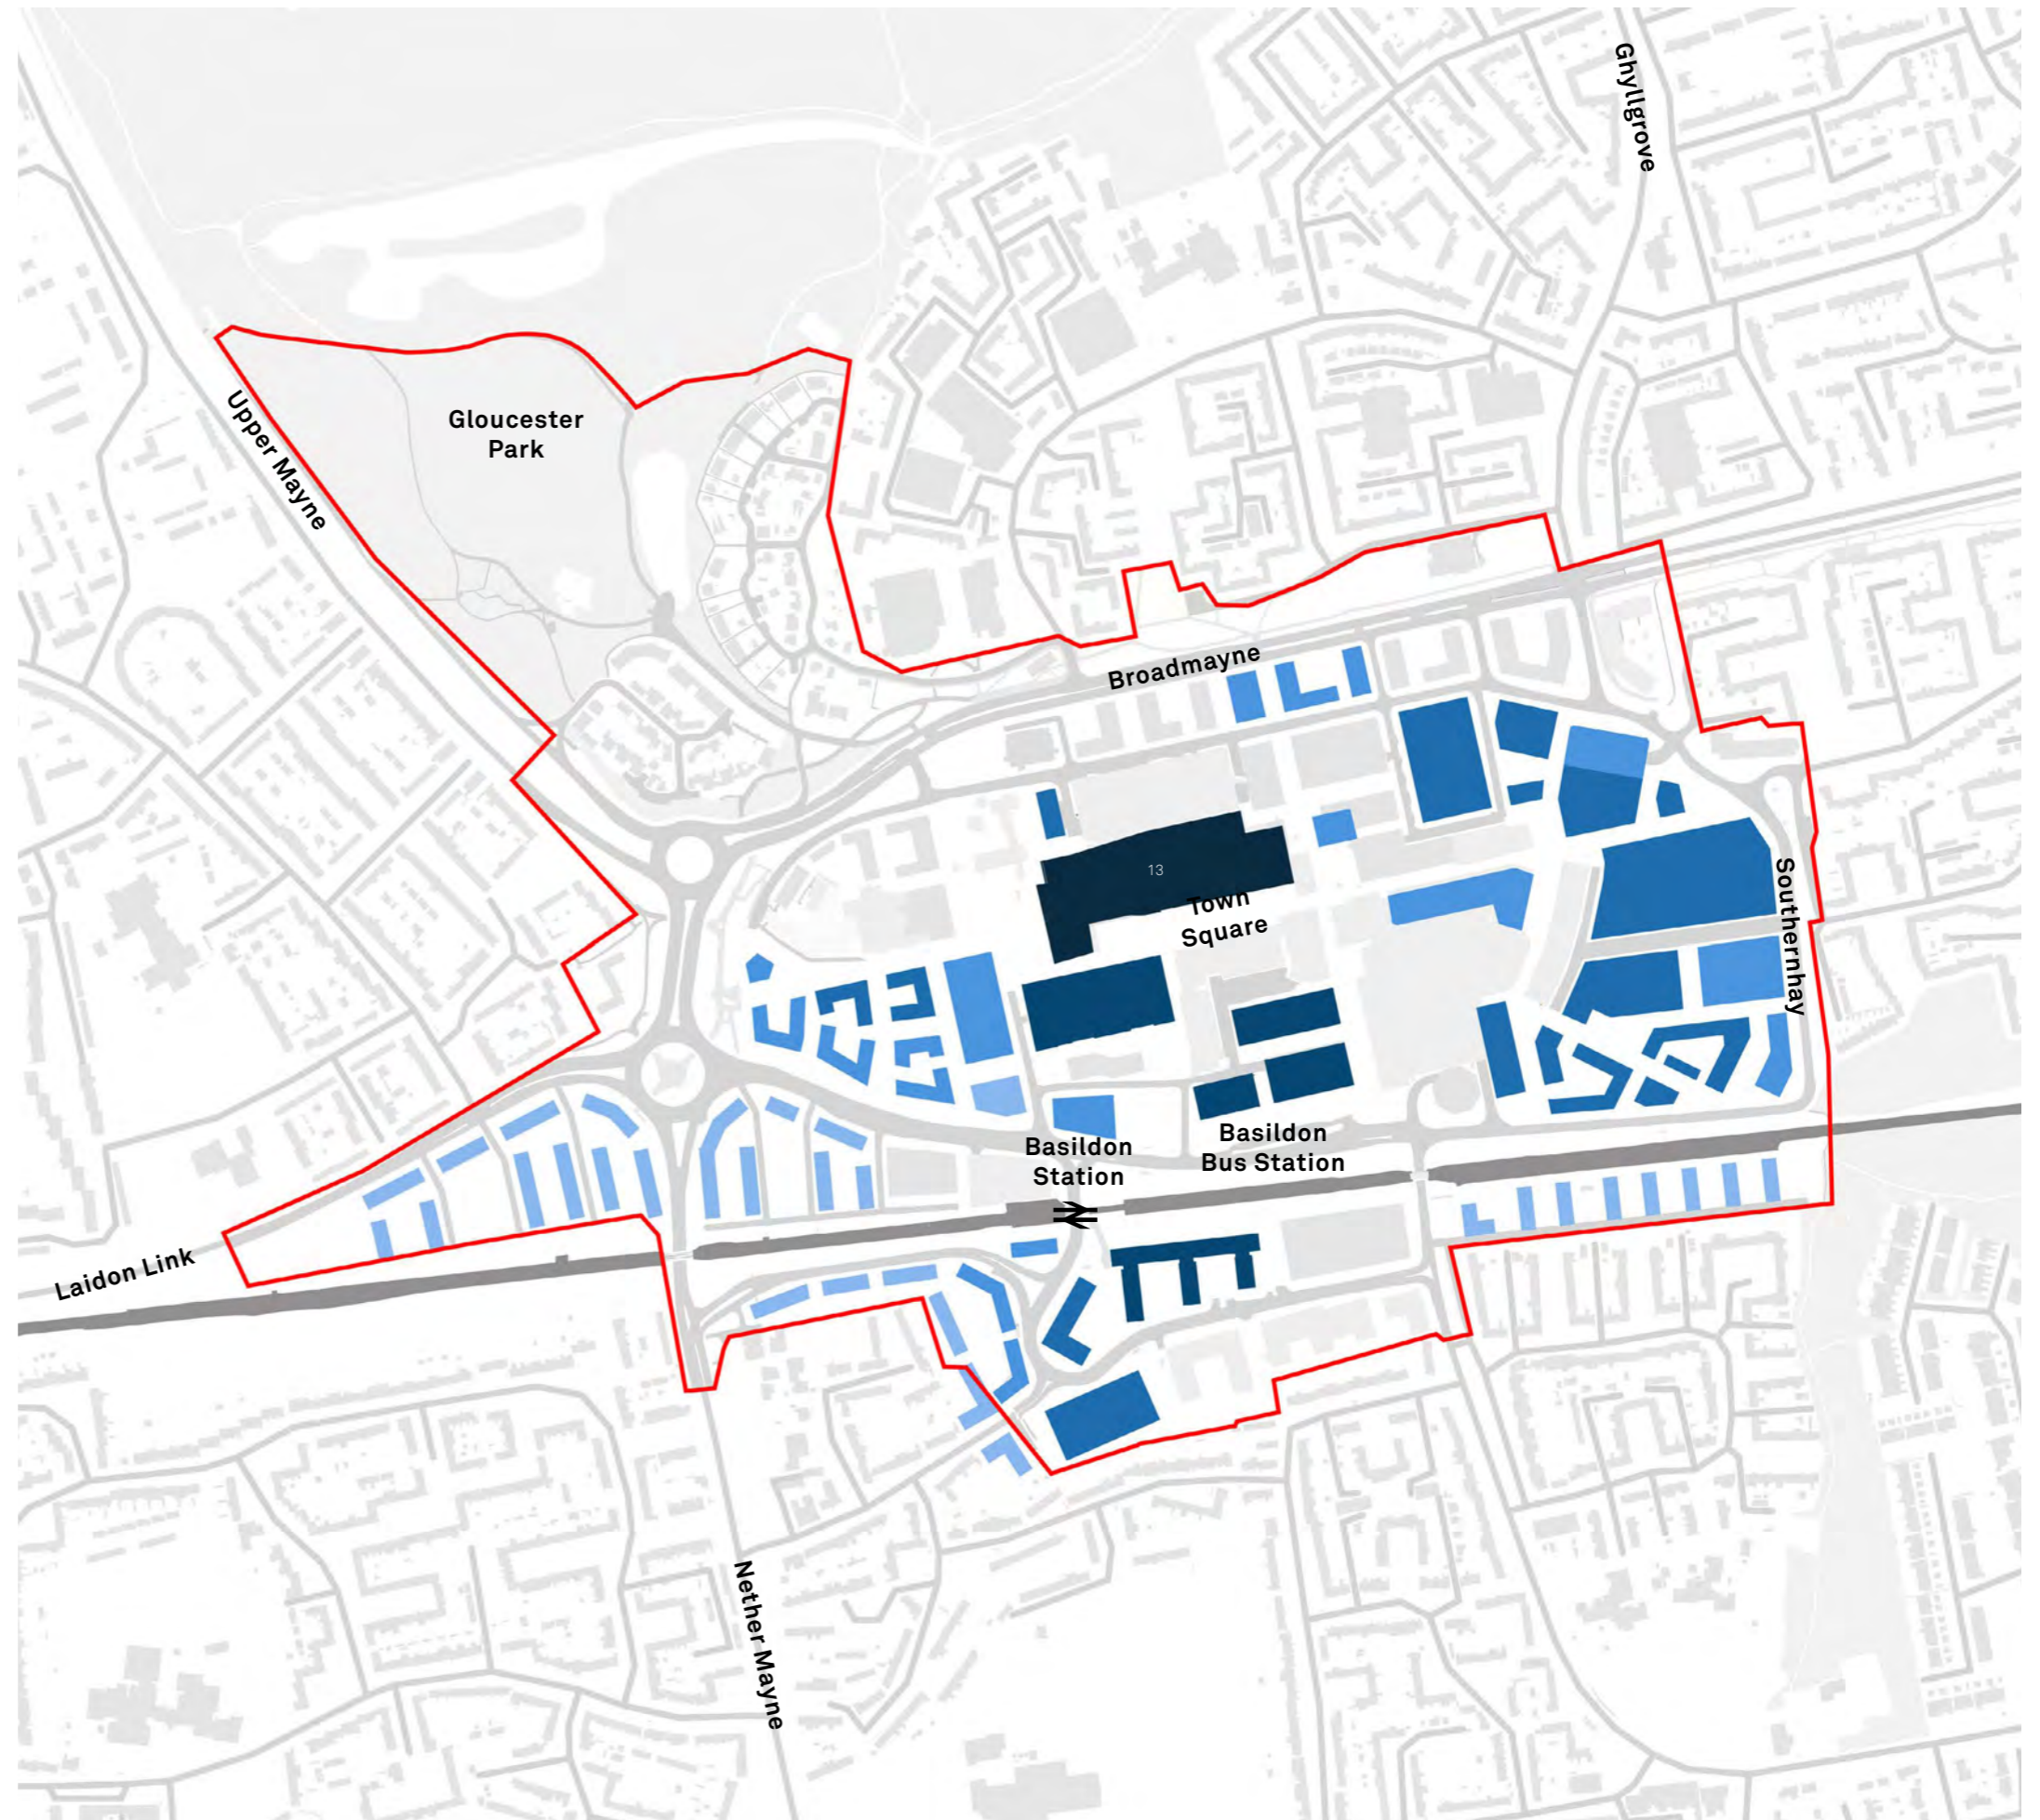 Ghyllgrove
Upper Mayne
Gloucester
Park
Broadmayne
13
Town
Square
Southernhay
Basildon
Station
Basildon
Bus Station
Laidon Link
Nether Mayne